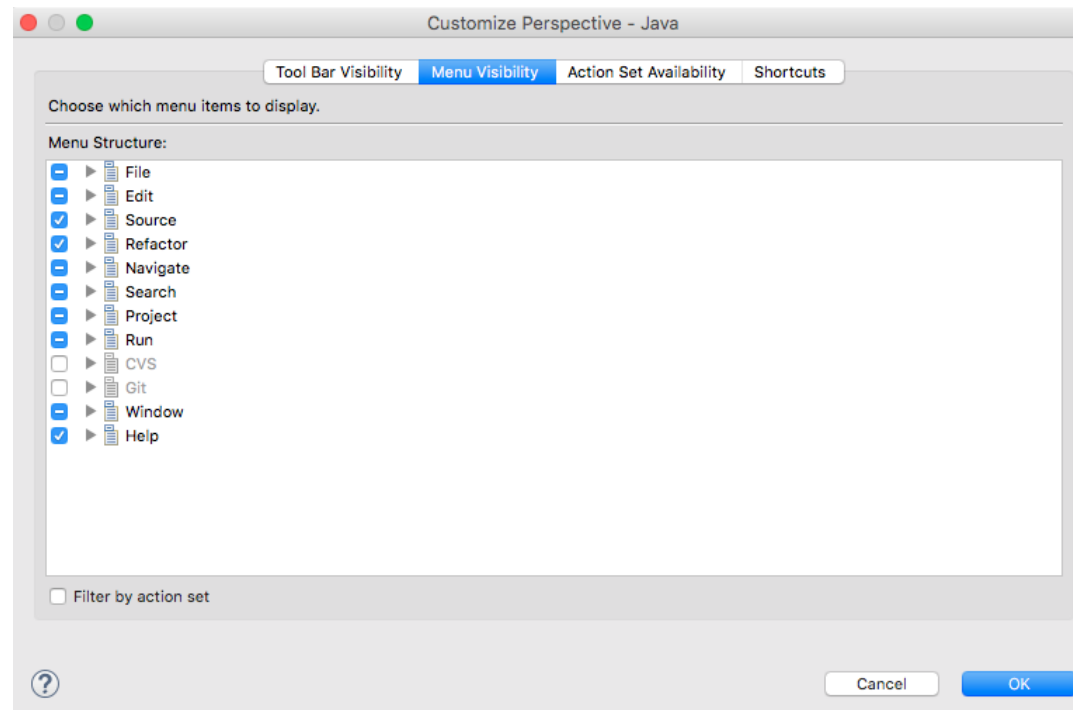 Customize Perspective - Java
Tool Bar Visibility Menu Visibility Action Set Availability Shortcuts
Choose which menu items to display.
Menu Structure:
File
Edit
Source
Refactor
Navigate
Search
Project
Run
CVS
Git
Window
Help
Filter by action set
? Cancel OK